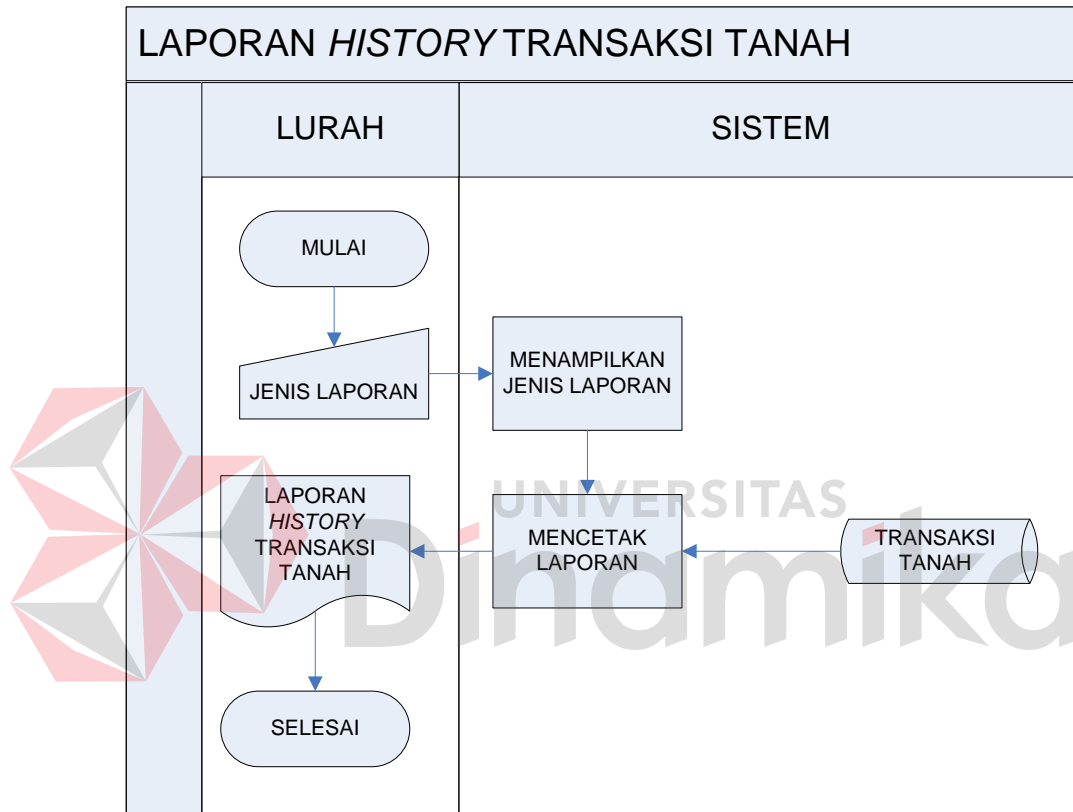 LAPORAN HISTORY TRANSAKSI TANAH
LURAH
SISTEM
MULAI
JENIS LAPORAN
MENAMPILKAN
JENIS LAPORAN
LAPORAN
HISTORY
TRANSAKSI
TANAH
MENCETAK
LAPORAN
TRANSAKSI
TANAH
SELESAI
UNIVERSITAS
Dinamika